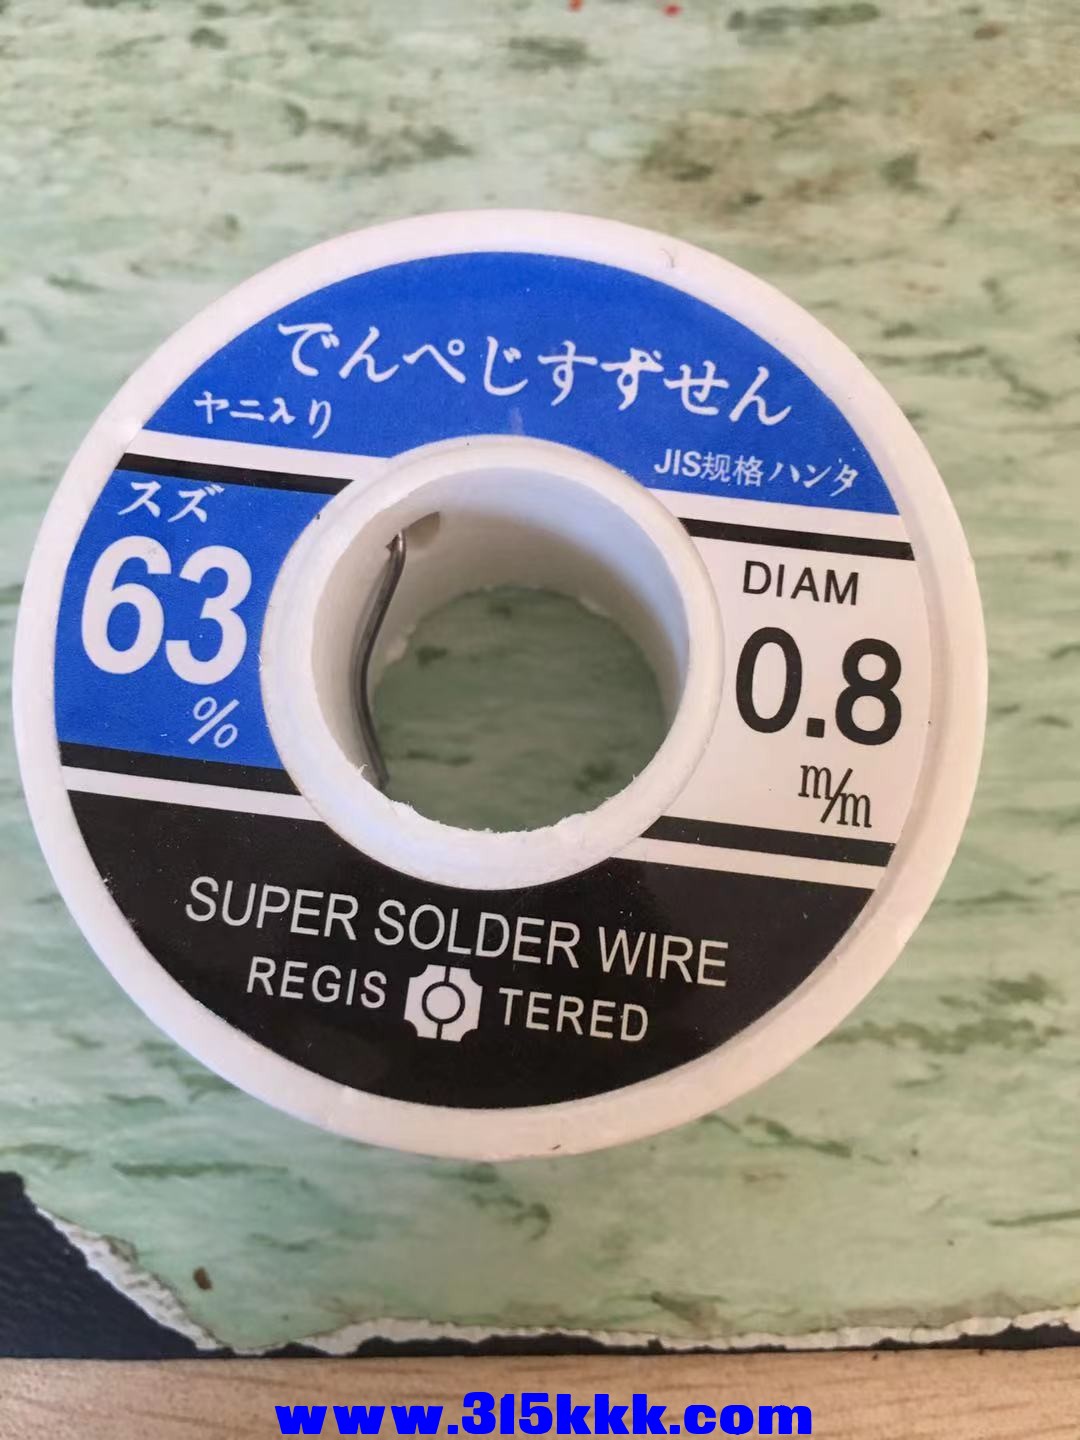 でんぺじすずせん
ヤニ入り
JIS规格ハンタ
スズ
63
%
DIAM
0.8
m/m
SUPER SOLDER WIRE
REGIS TERED
www.315kkk.com